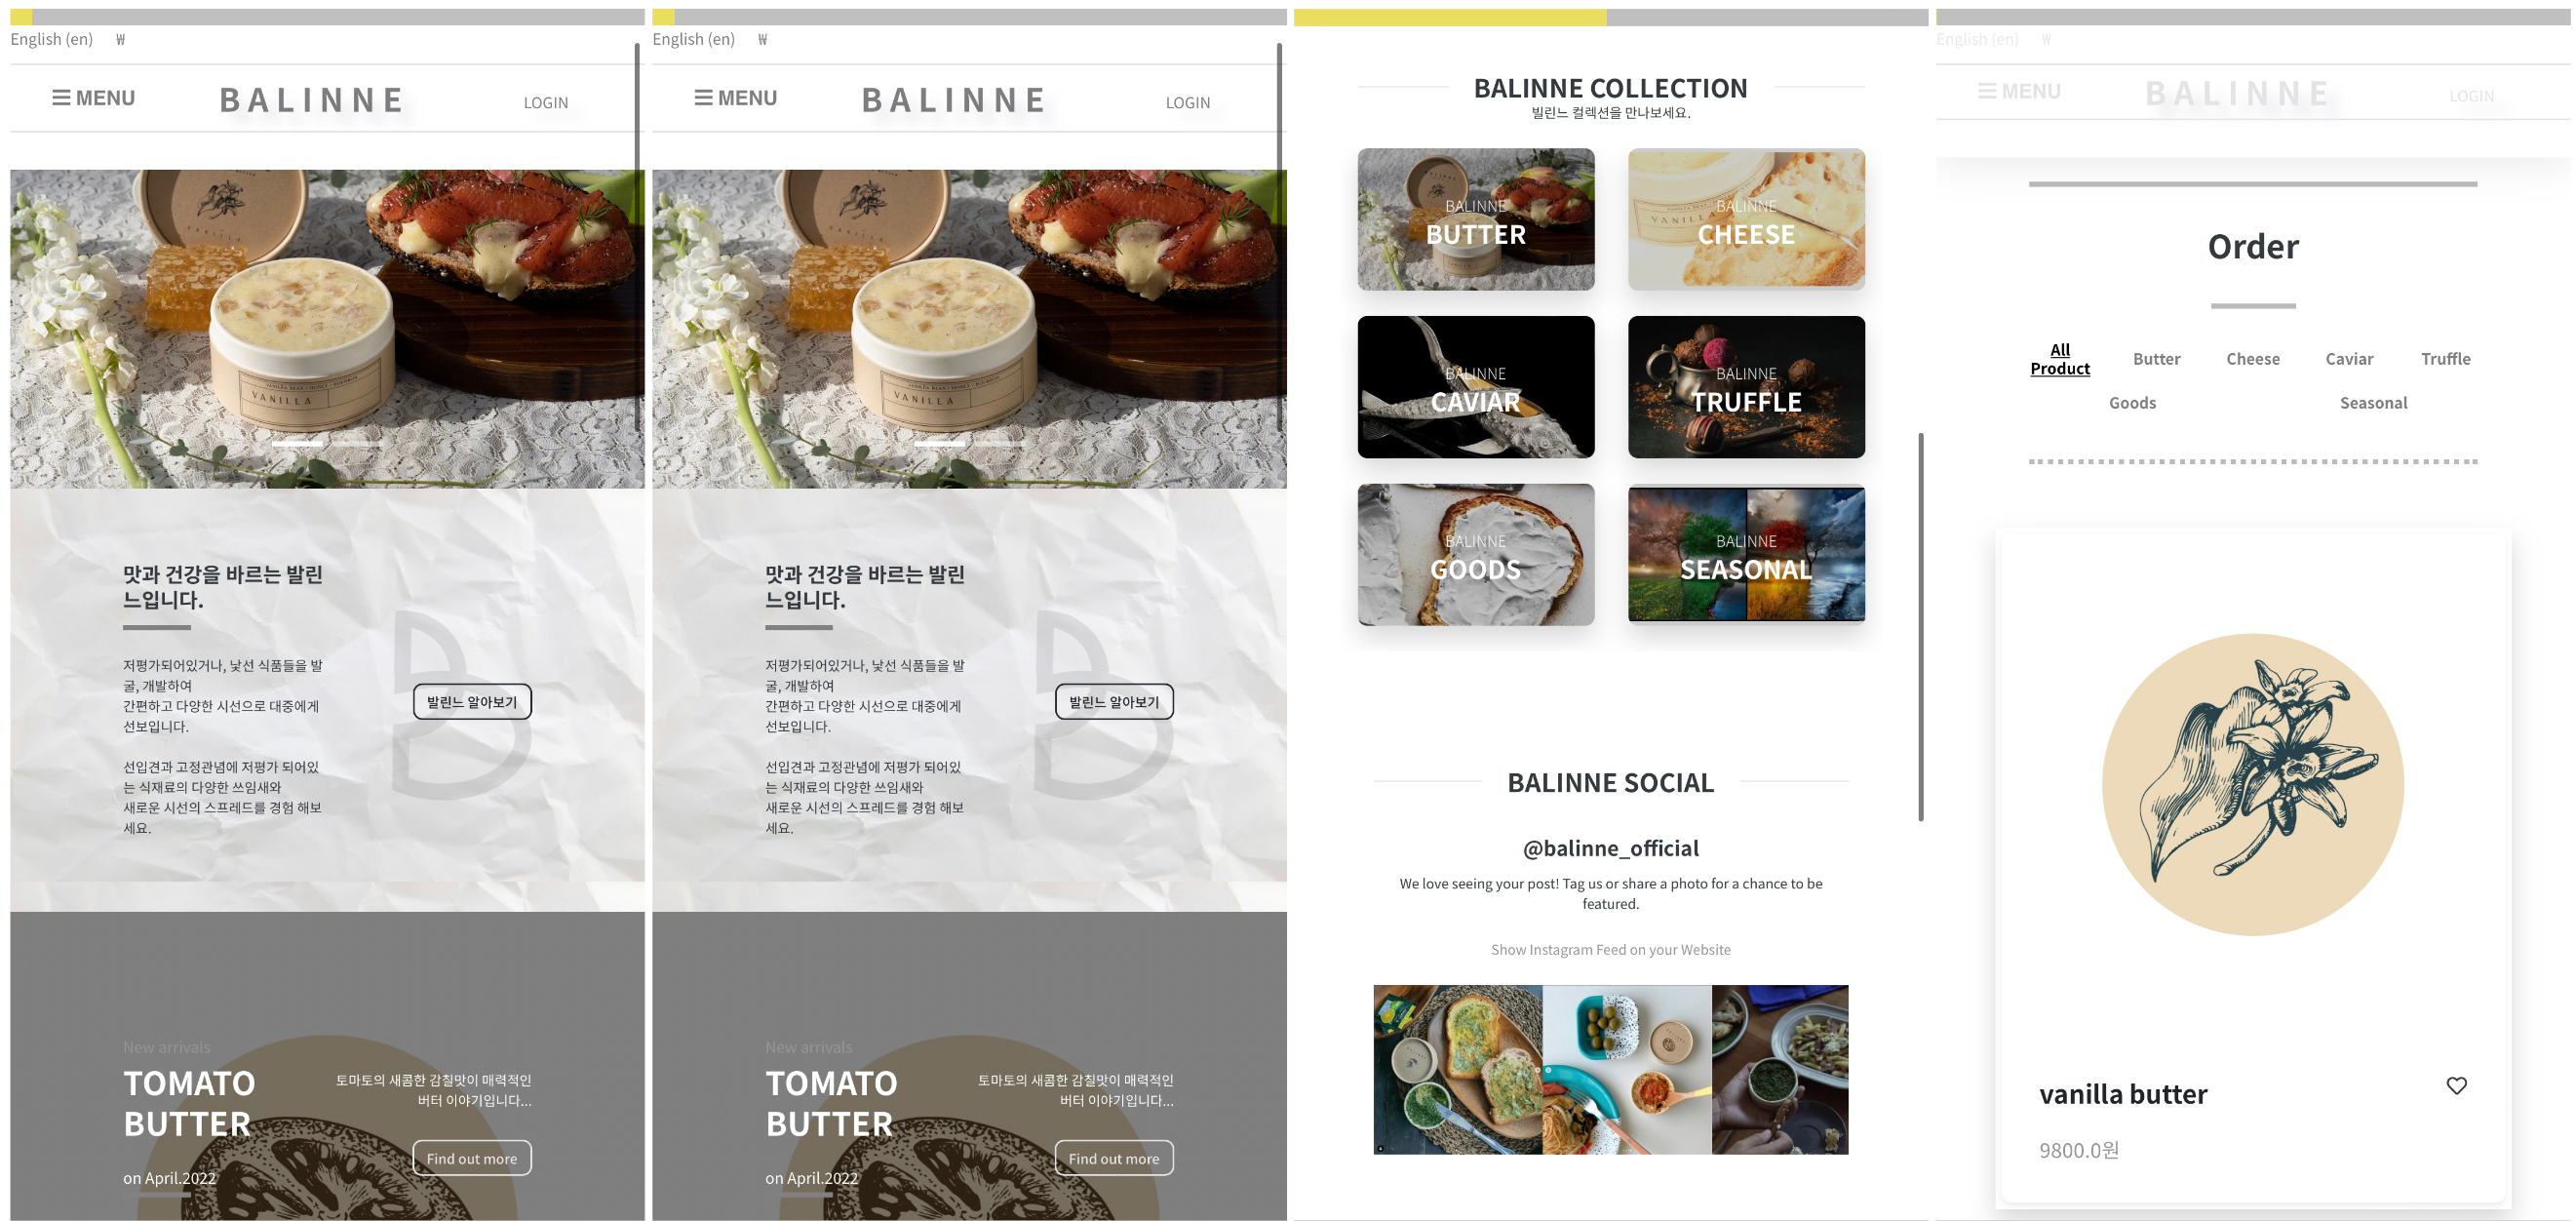 English (en) ₩
MENU
BALINNE
LOGIN
VANILLA BEAN | HONEY | BOURBON
VANILLA
맛과 건강을 바르는 발린
느입니다.
저평가되어있거나, 낯선 식품들을 발
굴, 개발하여
간편하고 다양한 시선으로 대중에게
선보입니다.
선입견과 고정관념에 저평가 되어있
는 식재료의 다양한 쓰임새와
새로운 시선의 스프레드를 경험 해보
세요.
B
발린느 알아보기
New arrivals
TOMATO
BUTTER
on April.2022
토마토의 새콤한 감칠맛이 매력적인
버터 이야기입니다...
Find out more
English (en) ₩
MENU
BALINNE
LOGIN
VANILLA BEAN | HONEY | BOURBON
VANILLA
맛과 건강을 바르는 발린
느입니다.
저평가되어있거나, 낯선 식품들을 발
굴, 개발하여
간편하고 다양한 시선으로 대중에게
선보입니다.
선입견과 고정관념에 저평가 되어있
는 식재료의 다양한 쓰임새와
새로운 시선의 스프레드를 경험 해보
세요.
B
발린느 알아보기
New arrivals
TOMATO
BUTTER
on April.2022
토마토의 새콤한 감칠맛이 매력적인
버터 이야기입니다...
Find out more
BALINNE COLLECTION
빌린느 컬렉션을 만나보세요.
BALINNE
BUTTER
VANILLA
BALINNE
CHEESE
BALINNE
CAVIAR
BALINNE
TRUFFLE
BALINNE
GOODS
BALINNE
SEASONAL
BALINNE SOCIAL
@balinne_official
We love seeing your post! Tag us or share a photo for a chance to be
featured.
Show Instagram Feed on your Website
English (en) ₩
MENU
BALINNE
LOGIN
Order
All
Product
Butter
Cheese
Caviar
Truffle
Goods
Seasonal
vanilla butter
9800.0원